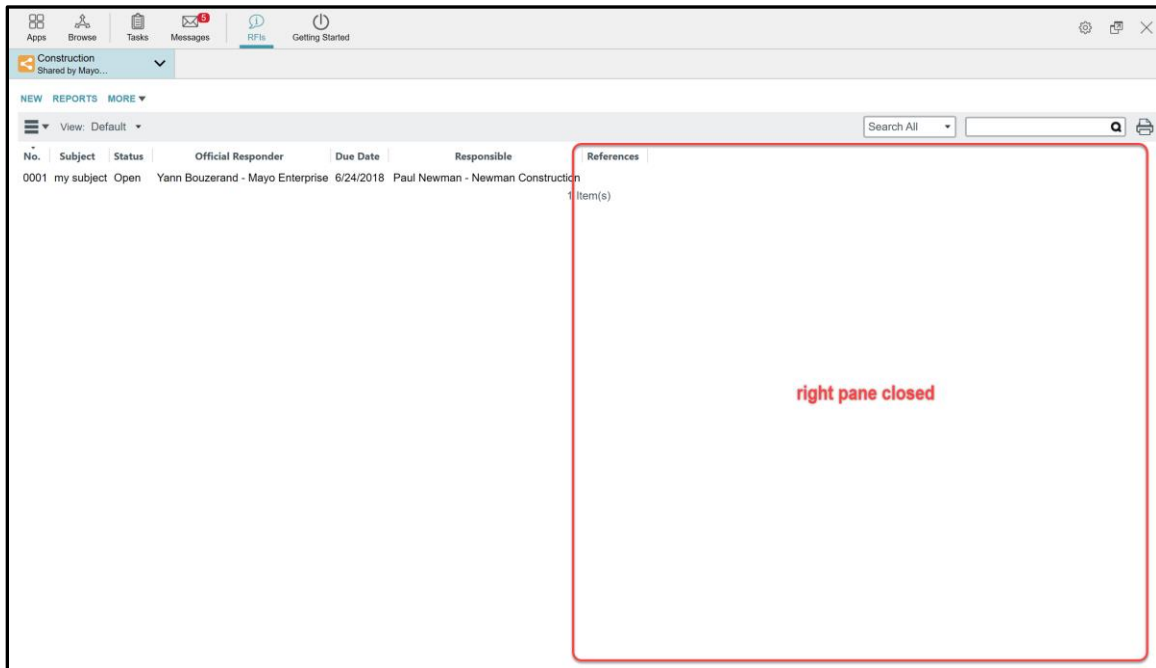 5
Apps Browse Tasks Messages RFIs Getting Started
Construction
Shared by Mayo...
NEW REPORTS MORE
View: Default Search All
No. Subject Status Official Responder Due Date Responsible References
0001 my subject Open Yann Bouzerand - Mayo Enterprise 6/24/2018 Paul Newman - Newman Construction
1 Item(s)
right pane closed